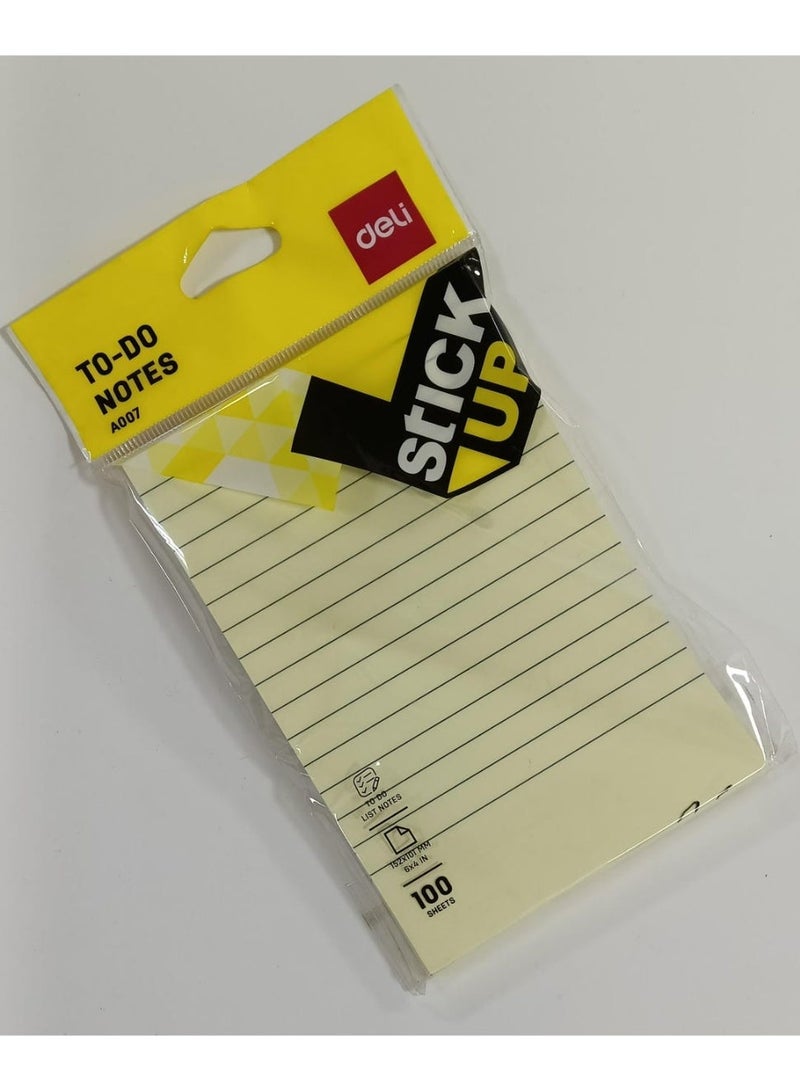 deli
TO-DO
NOTES
A007
STICK
UP
TO DO
LIST NOTES
152X101 MM
6X4 IN
100
SHEETS